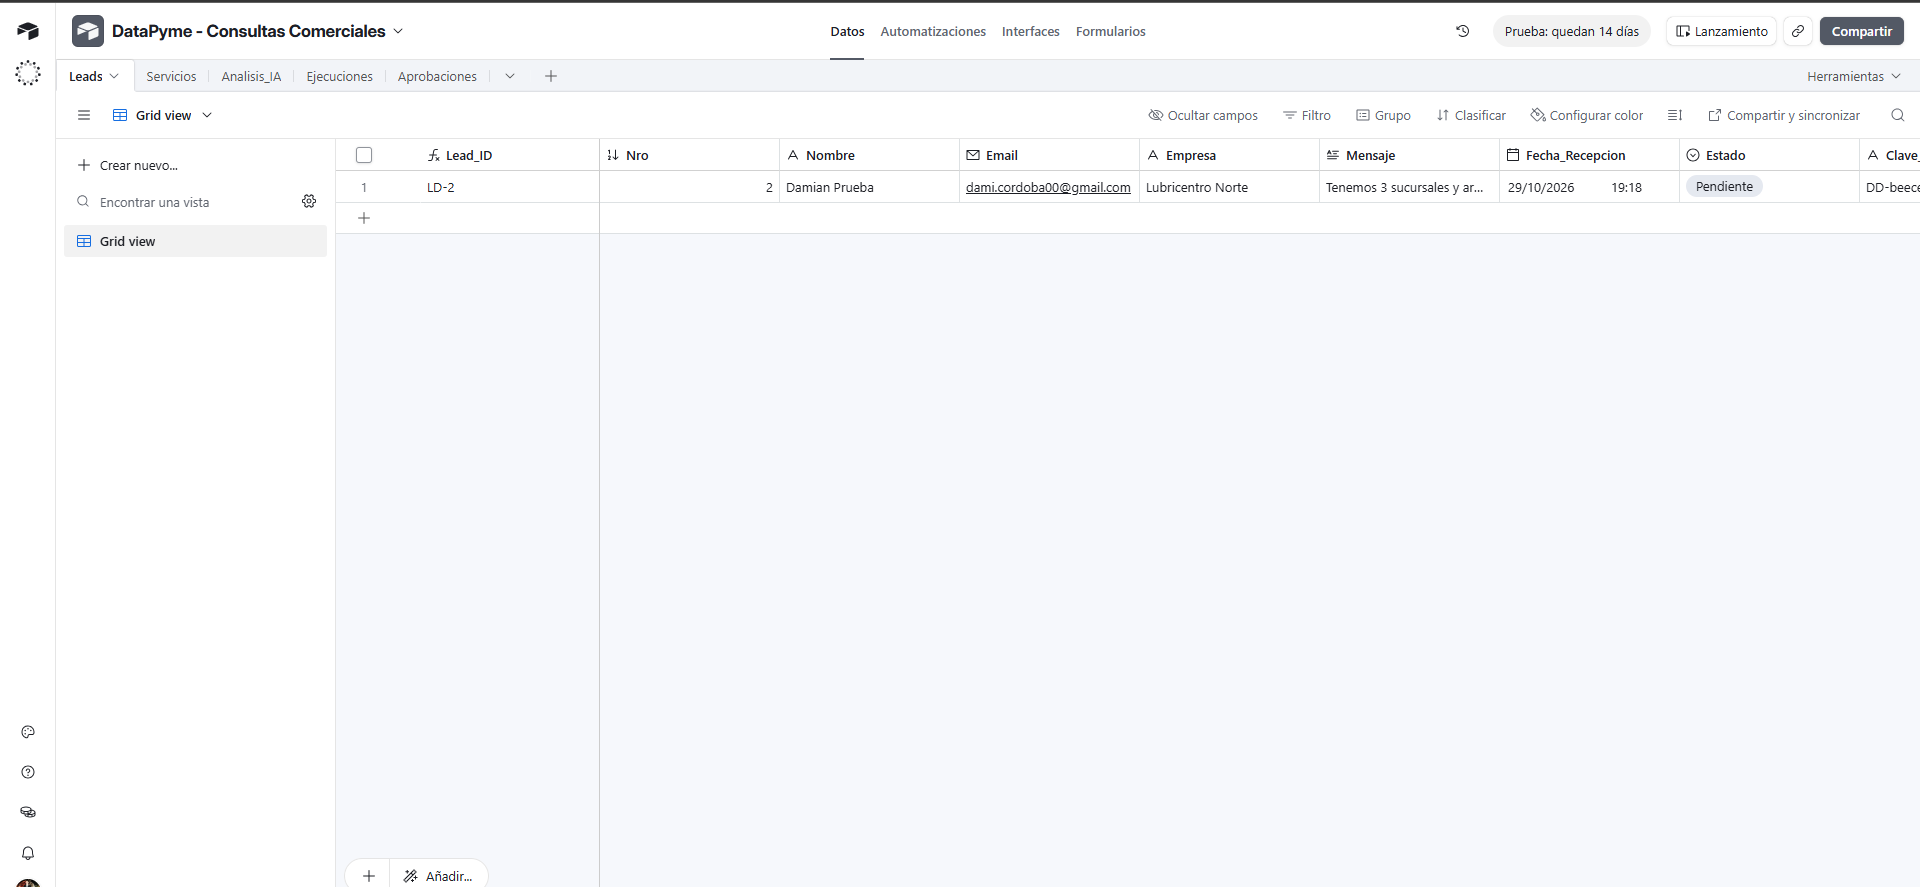 DataPyme - Consultas Comerciales
Datos
Automatizaciones
Interfaces
Formularios
Prueba: quedan 14 días
Lanzamiento
Compartir
Leads
Servicios
Analisis_IA
Ejecuciones
Aprobaciones
Herramientas
Grid view
Ocultar campos
Filtro
Grupo
Clasificar
Configurar color
Compartir y sincronizar
Crear nuevo...
Encontrar una vista
Grid view
Lead_ID Nro Nombre Email Empresa Mensaje Fecha_Recepcion Estado Clave_
1 LD-2 2 Damian Prueba dami.cordoba00@gmail.com Lubricentro Norte Tenemos 3 sucursales y ar... 29/10/2026 19:18 Pendiente DD-beece
Añadir...